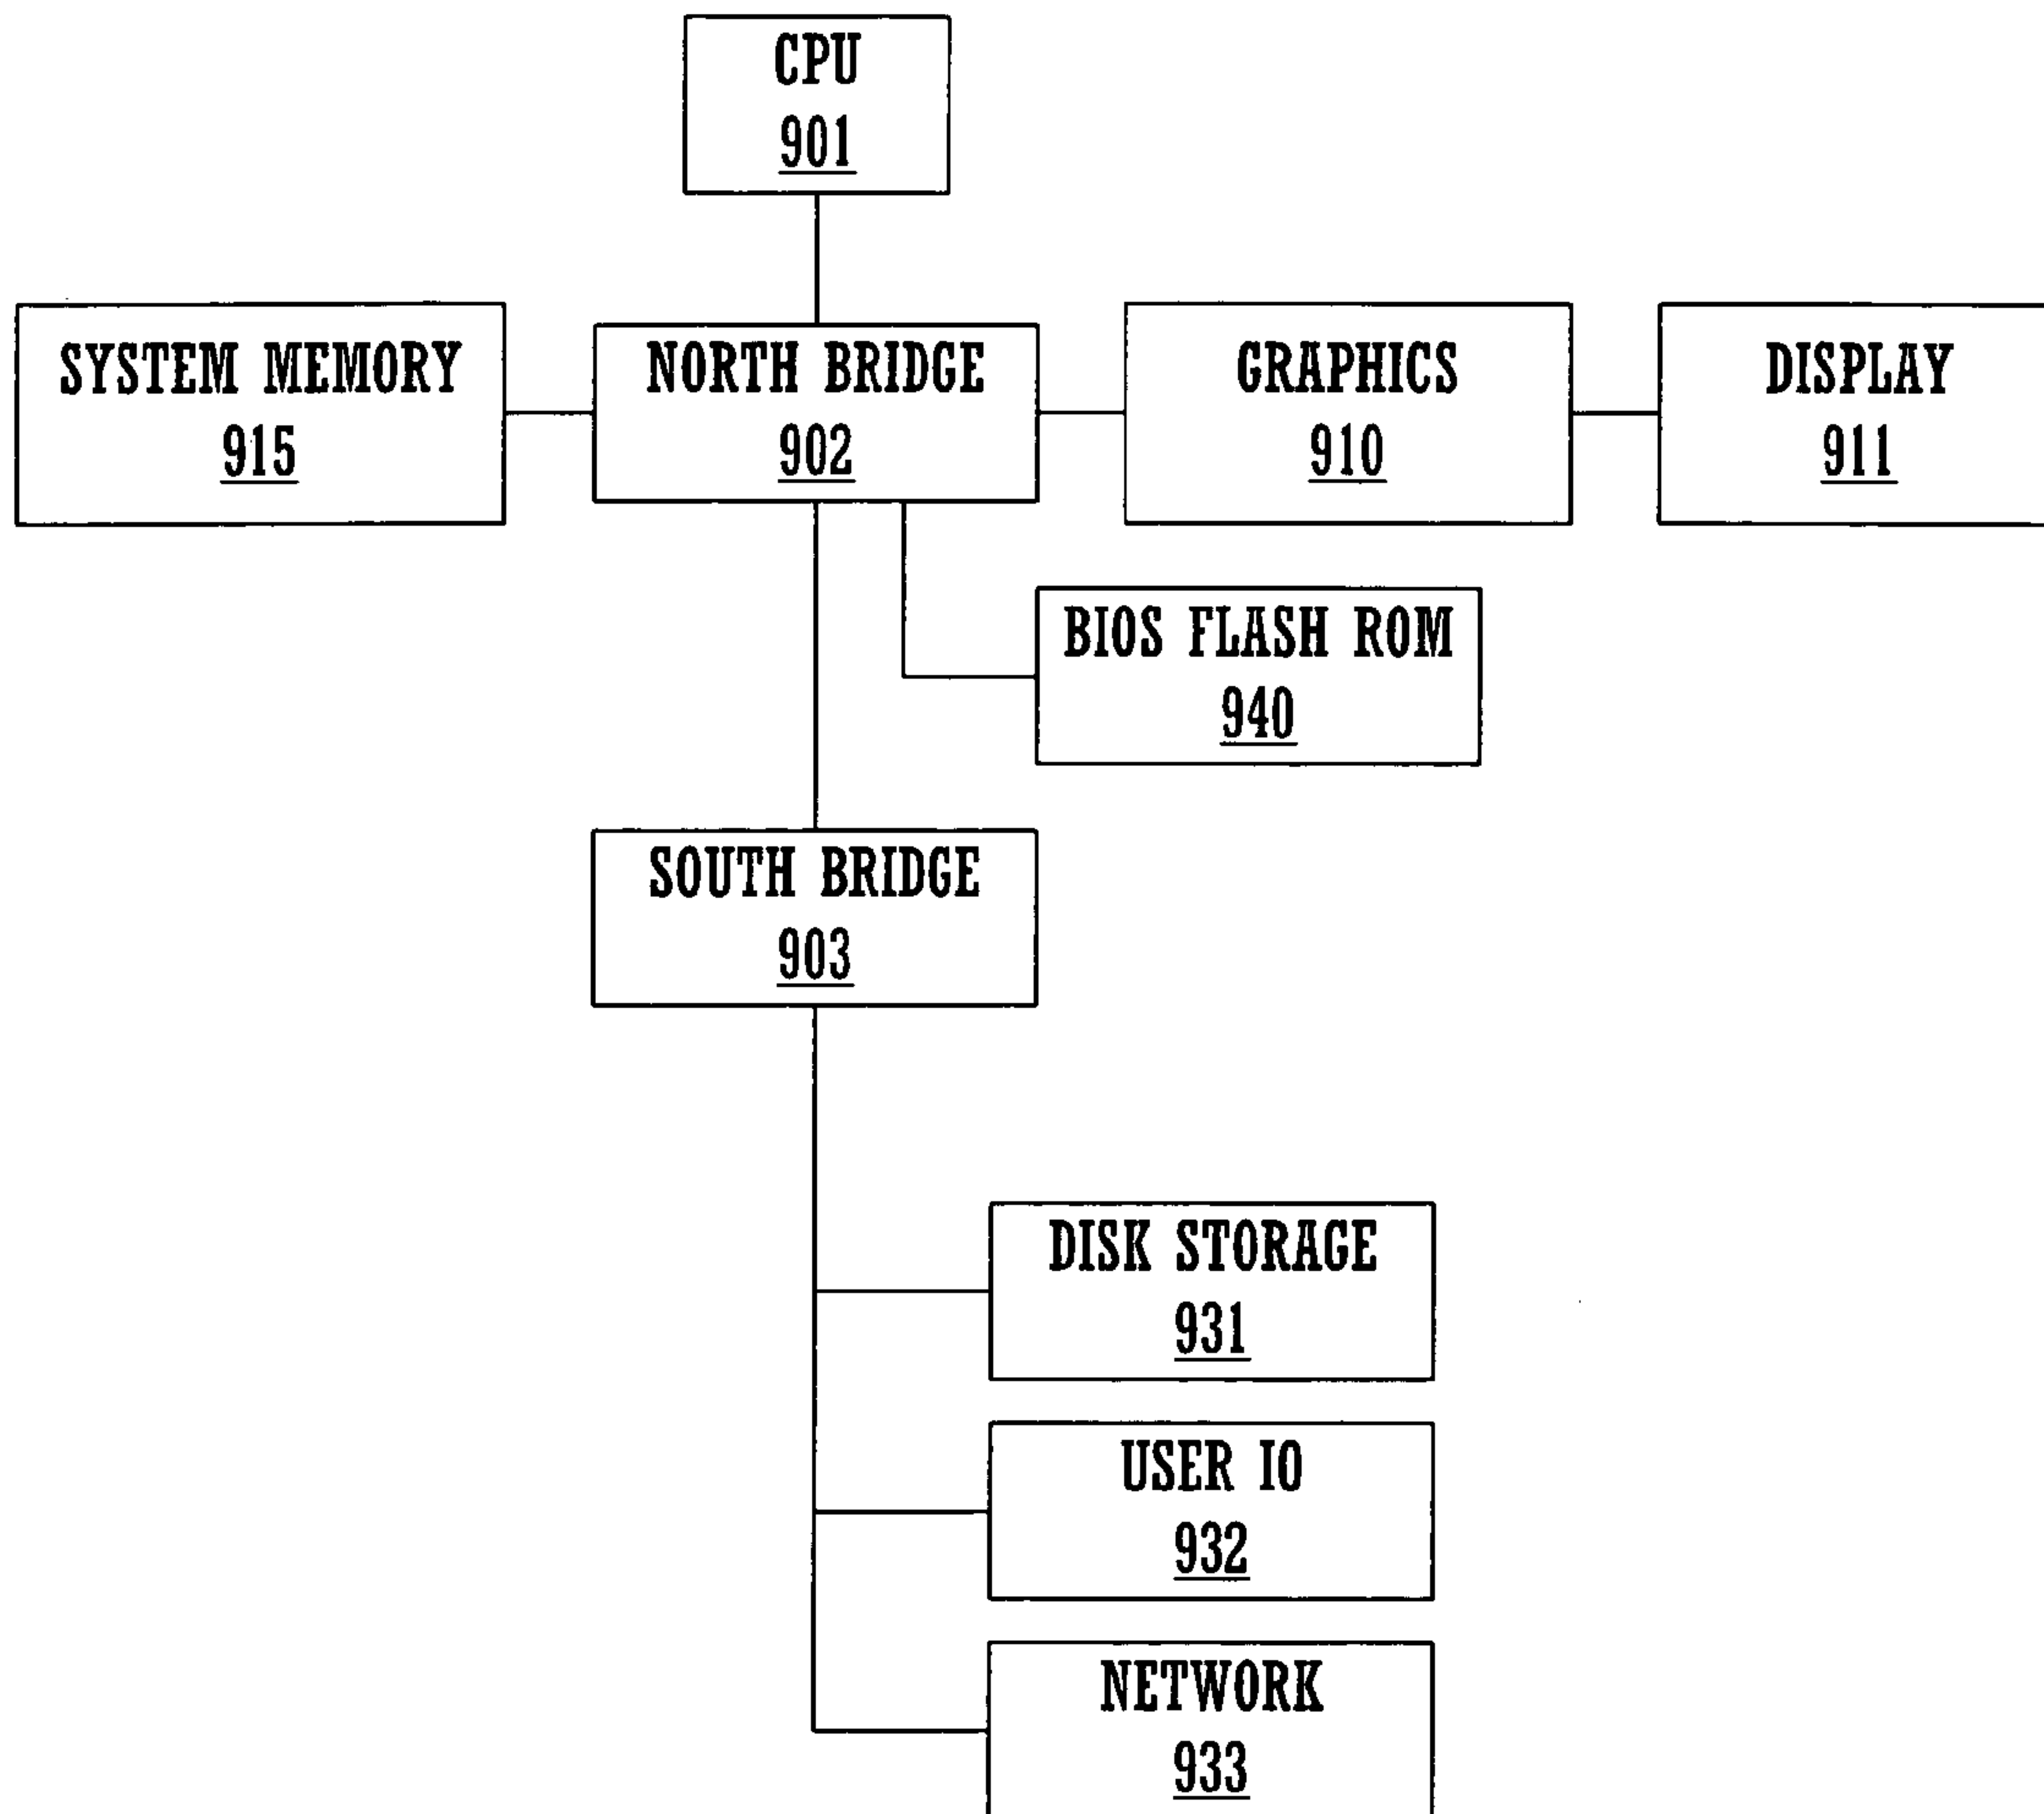 CPU
901
SYSTEM MEMORY
915
NORTH BRIDGE
902
GRAPHICS
910
DISPLAY
911
BIOS FLASH ROM
940
SOUTH BRIDGE
903
DISK STORAGE
931
USER IO
932
NETWORK
933